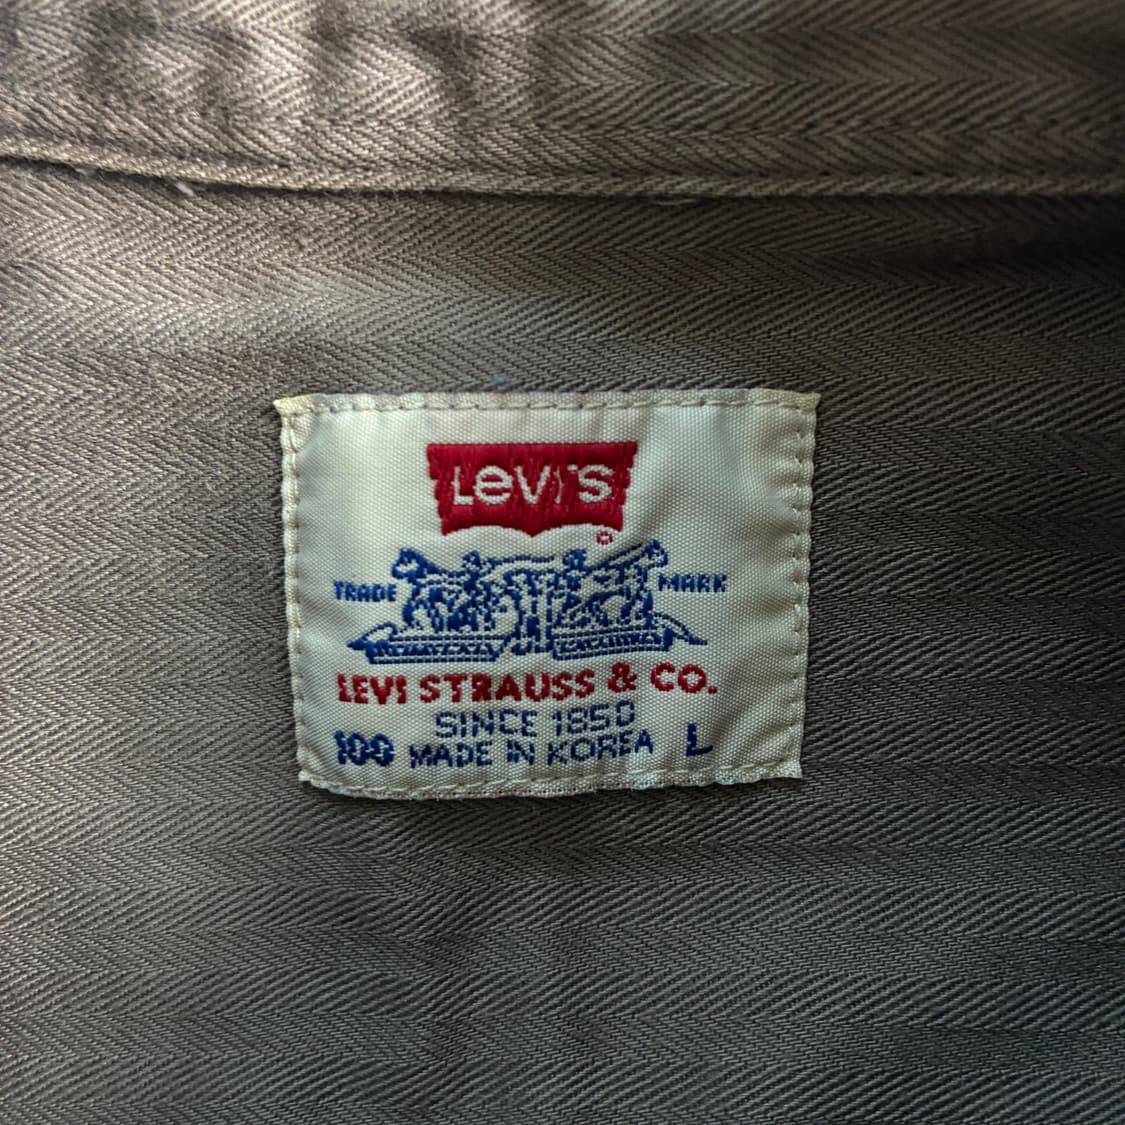 Levi's
©
TRADE MARK
LEVI STRAUSS & CO.
SINCE 1850
100 MADE IN KOREA L